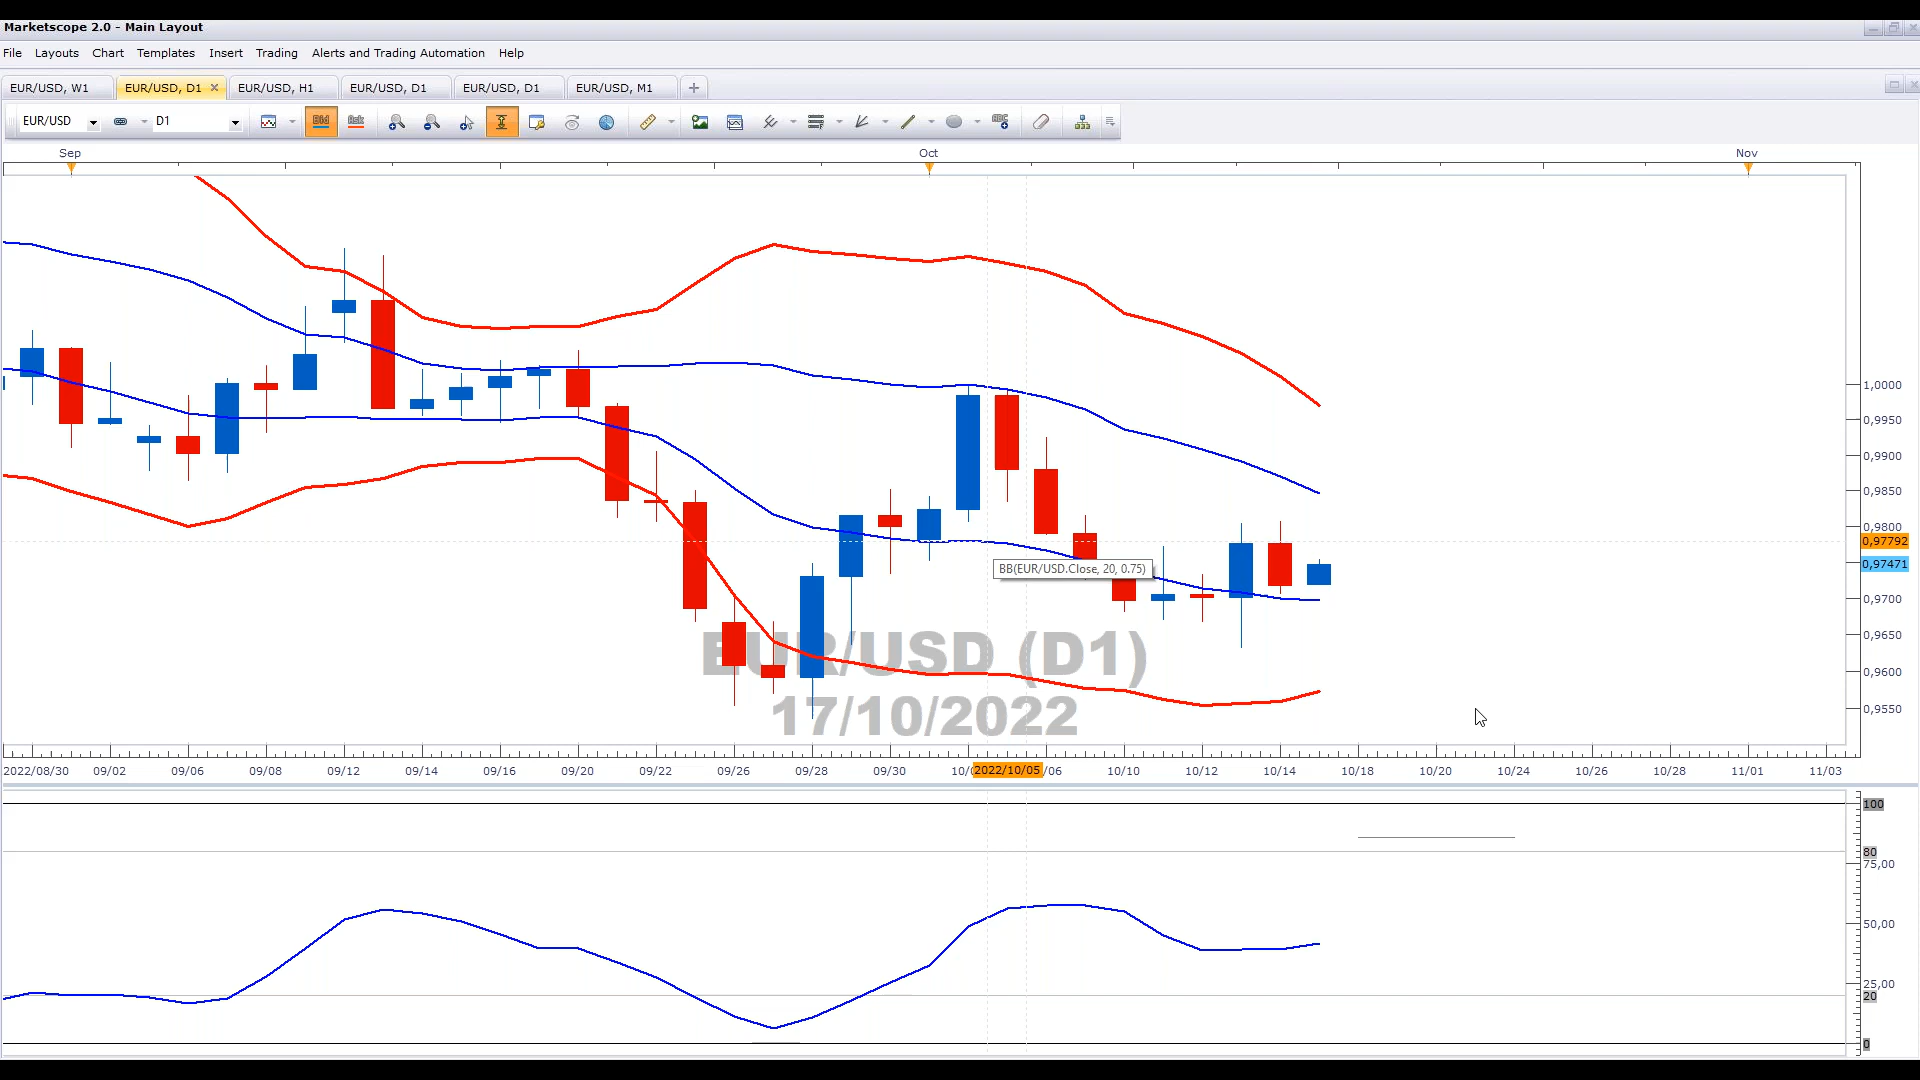 Marketscope 2.0 - Main Layout
File Layouts Chart Templates Insert Trading Alerts and Trading Automation Help
EUR/USD, W1 EUR/USD, D1 EUR/USD, H1 EUR/USD, D1 EUR/USD, D1 EUR/USD, M1
EUR/USD D1 Bid Ask ABC
Sep Oct Nov
1,0000
0,9950
0,9900
0,9850
0,9800
0,97792
0,97471
BB(EUR/USD.Close, 20, 0.75)
0,9700
0,9650
EUR/USD (D1)
0,9600
0,9550
17/10/2022
2022/08/30 09/02 09/06 09/08 09/12 09/14 09/16 09/20 09/22 09/26 09/28 09/30 10/ 2022/10/05 /06 10/10 10/12 10/14 10/18 10/20 10/24 10/26 10/28 11/01 11/03
100
80
75,00
50,00
25,00
20
0